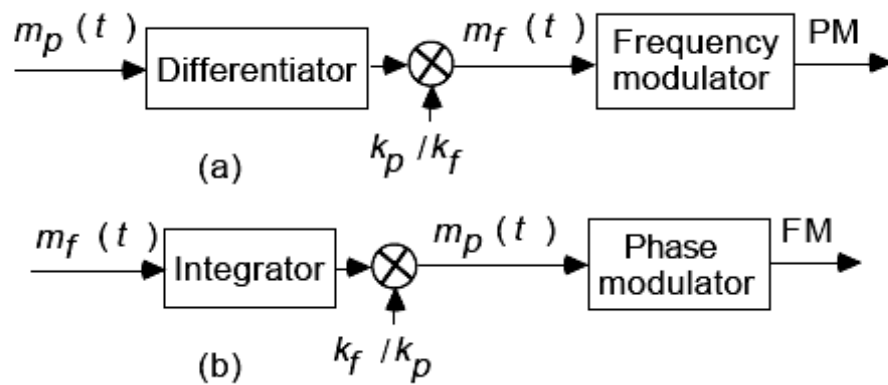 m_p (t)
Differentiator
m_f (t)
Frequency
modulator
PM
k_p / k_f
(a)
m_f (t)
Integrator
m_p (t)
Phase
modulator
FM
k_f / k_p
(b)